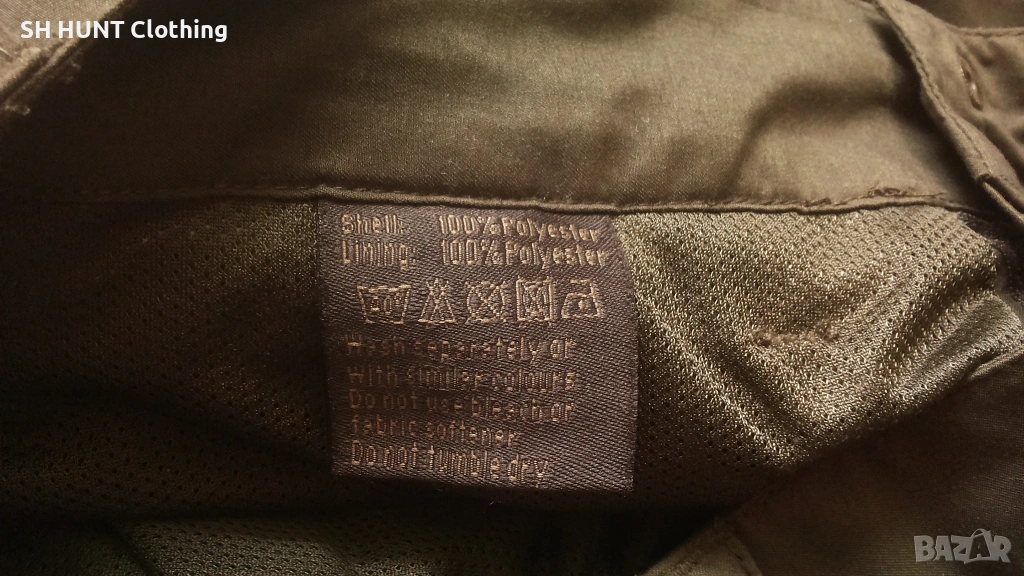 SH HUNT Clothing
Shell: 100% Polyester
Lining: 100% Polyester
40
Wash separately or
with similar colours
Do not use bleach or
fabric softener
Do not tumble dry
BAZAR